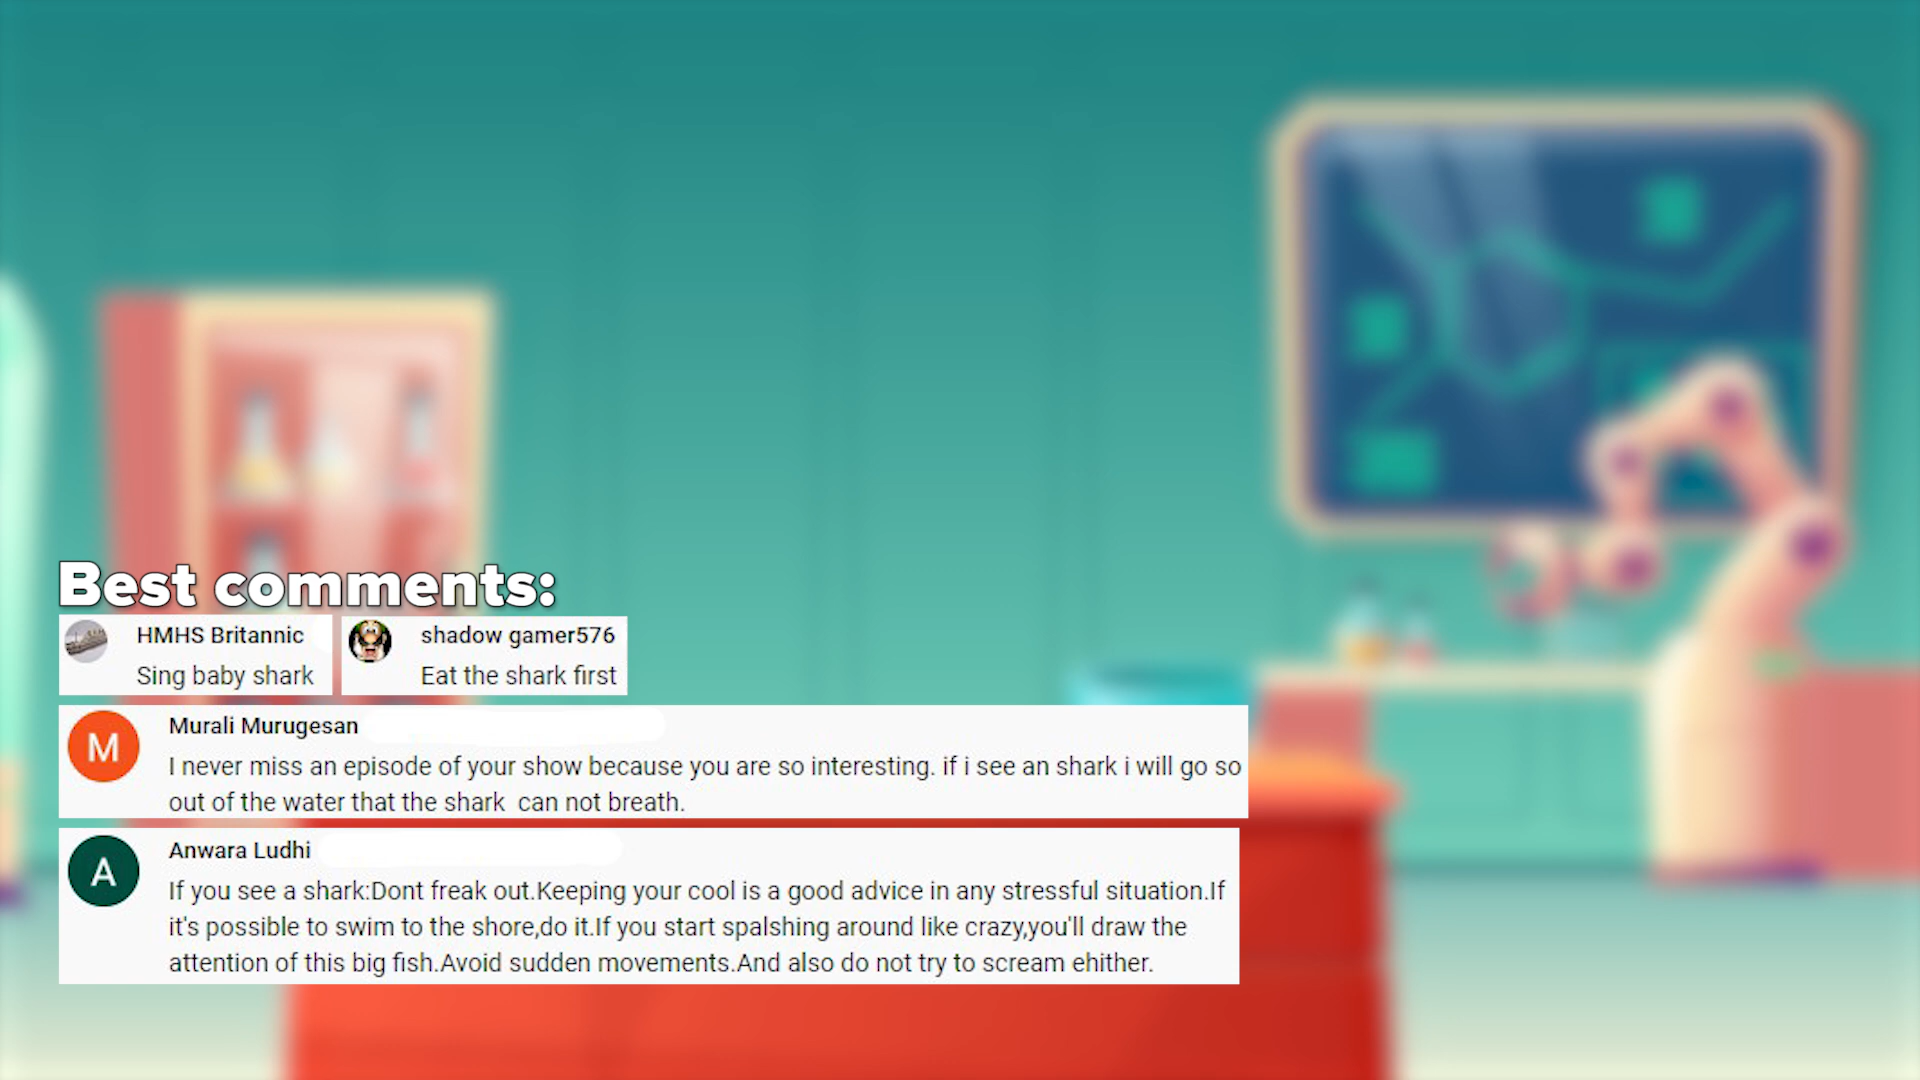 Best comments:
HMHS Britannic
Sing baby shark
shadow gamer576
Eat the shark first
M
Murali Murugesan
I never miss an episode of your show because you are so interesting. if i see an shark i will go so
out of the water that the shark  can not breath.
A
Anwara Ludhi
If you see a shark:Dont freak out.Keeping your cool is a good advice in any stressful situation.If
it's possible to swim to the shore,do it.If you start spalshing around like crazy,you'll draw the
attention of this big fish.Avoid sudden movements.And also do not try to scream ehither.